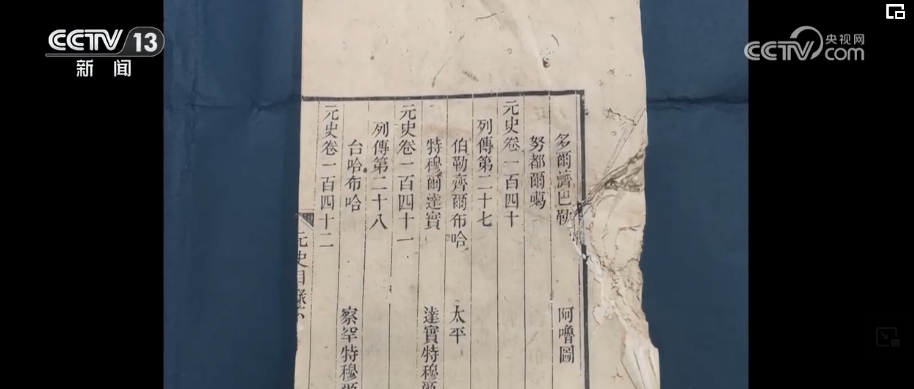 CCTV 13
新闻
CCTV 央视网
com
多爾濟巴勒 阿嚕圖
努都爾噶
元史卷一百四十
列傳第二十七
伯勒齊爾布哈 太平
特穆爾達實 達實特穆爾
元史卷一百四十一
列傳第二十八
台哈布哈 察罕特穆爾
元史卷一百四十二
元史目錄